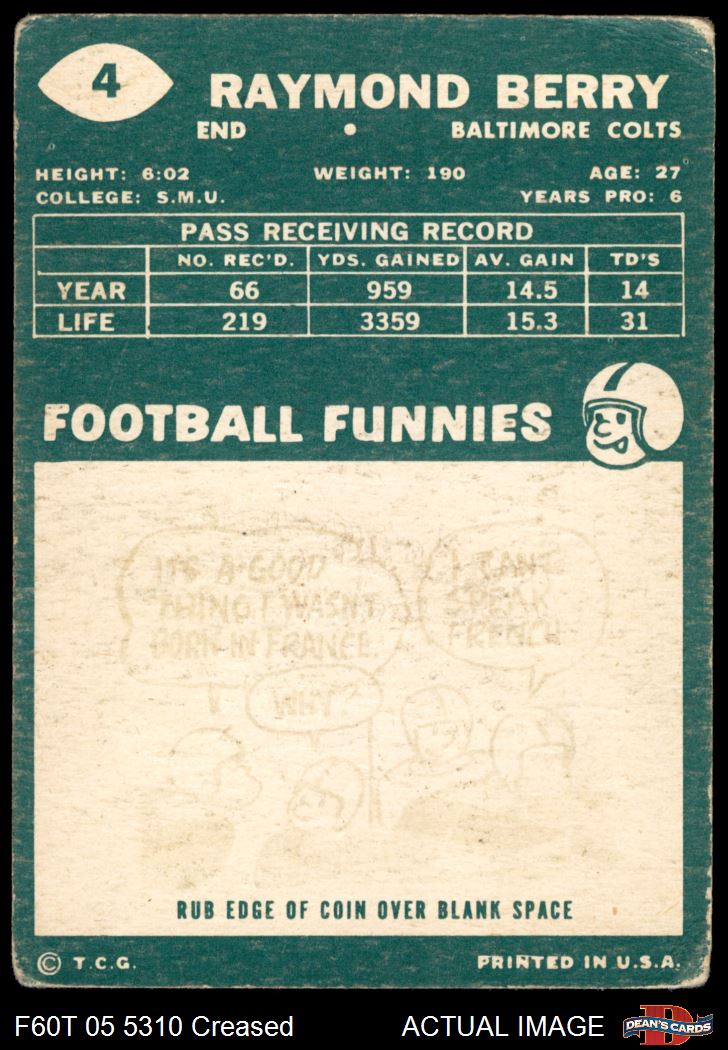 4
RAYMOND BERRY
END • BALTIMORE COLTS
HEIGHT: 6:02 WEIGHT: 190 AGE: 27
COLLEGE: S.M.U. YEARS PRO: 6
PASS RECEIVING RECORD
NO. REC'D. YDS. GAINED AV. GAIN TD'S
YEAR 66 959 14.5 14
LIFE 219 3359 15.3 31
FOOTBALL FUNNIES
IT'S A GOOD
THING I WASN'T
BORN IN FRANCE.
WHY?
I CAN'T
SPEAK
FRENCH
RUB EDGE OF COIN OVER BLANK SPACE
© T.C.G. PRINTED IN U.S.A.
F60T 05 5310 Creased ACTUAL IMAGE
D
DEAN'S CARDS